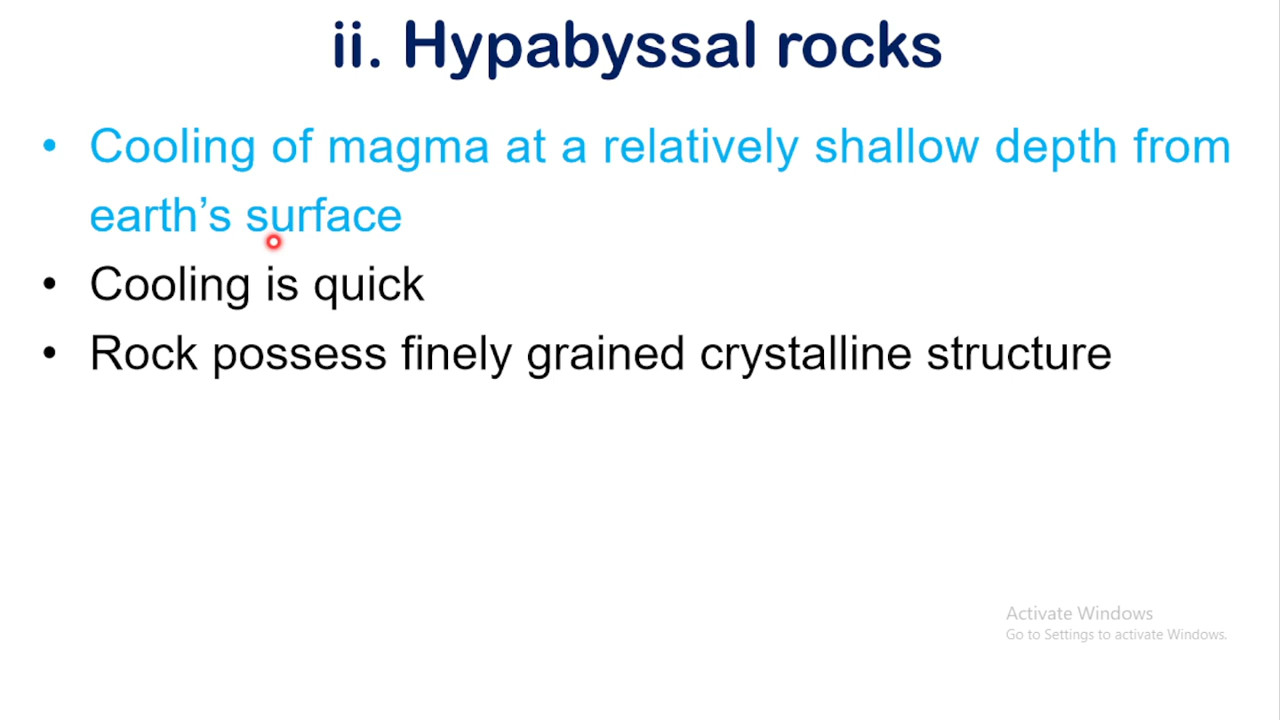 ii. Hypabyssal rocks
• Cooling of magma at a relatively shallow depth from
earth’s surface
• Cooling is quick
• Rock possess finely grained crystalline structure
Activate Windows
Go to Settings to activate Windows.